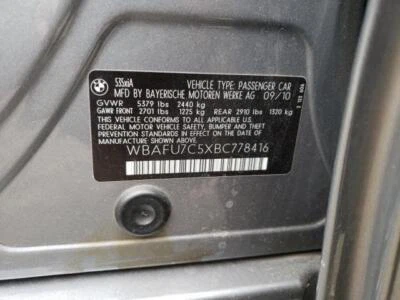 535xiA
VEHICLE TYPE: PASSENGER CAR
MFD BY BAYERISCHE MOTOREN WERKE AG 09/10
GVWR 5379 lbs 2440 kg
GAWR FRONT 2701 lbs 1225 kg REAR 2910 lbs 1320 kg
THIS VEHICLE CONFORMS TO ALL APPLICABLE
FEDERAL MOTOR VEHICLE SAFETY, BUMPER
AND THEFT PREVENTION STANDARDS
IN EFFECT ON THE DATE OF
MANUFACTURE SHOWN ABOVE.
WBAFU7C5XBC778416